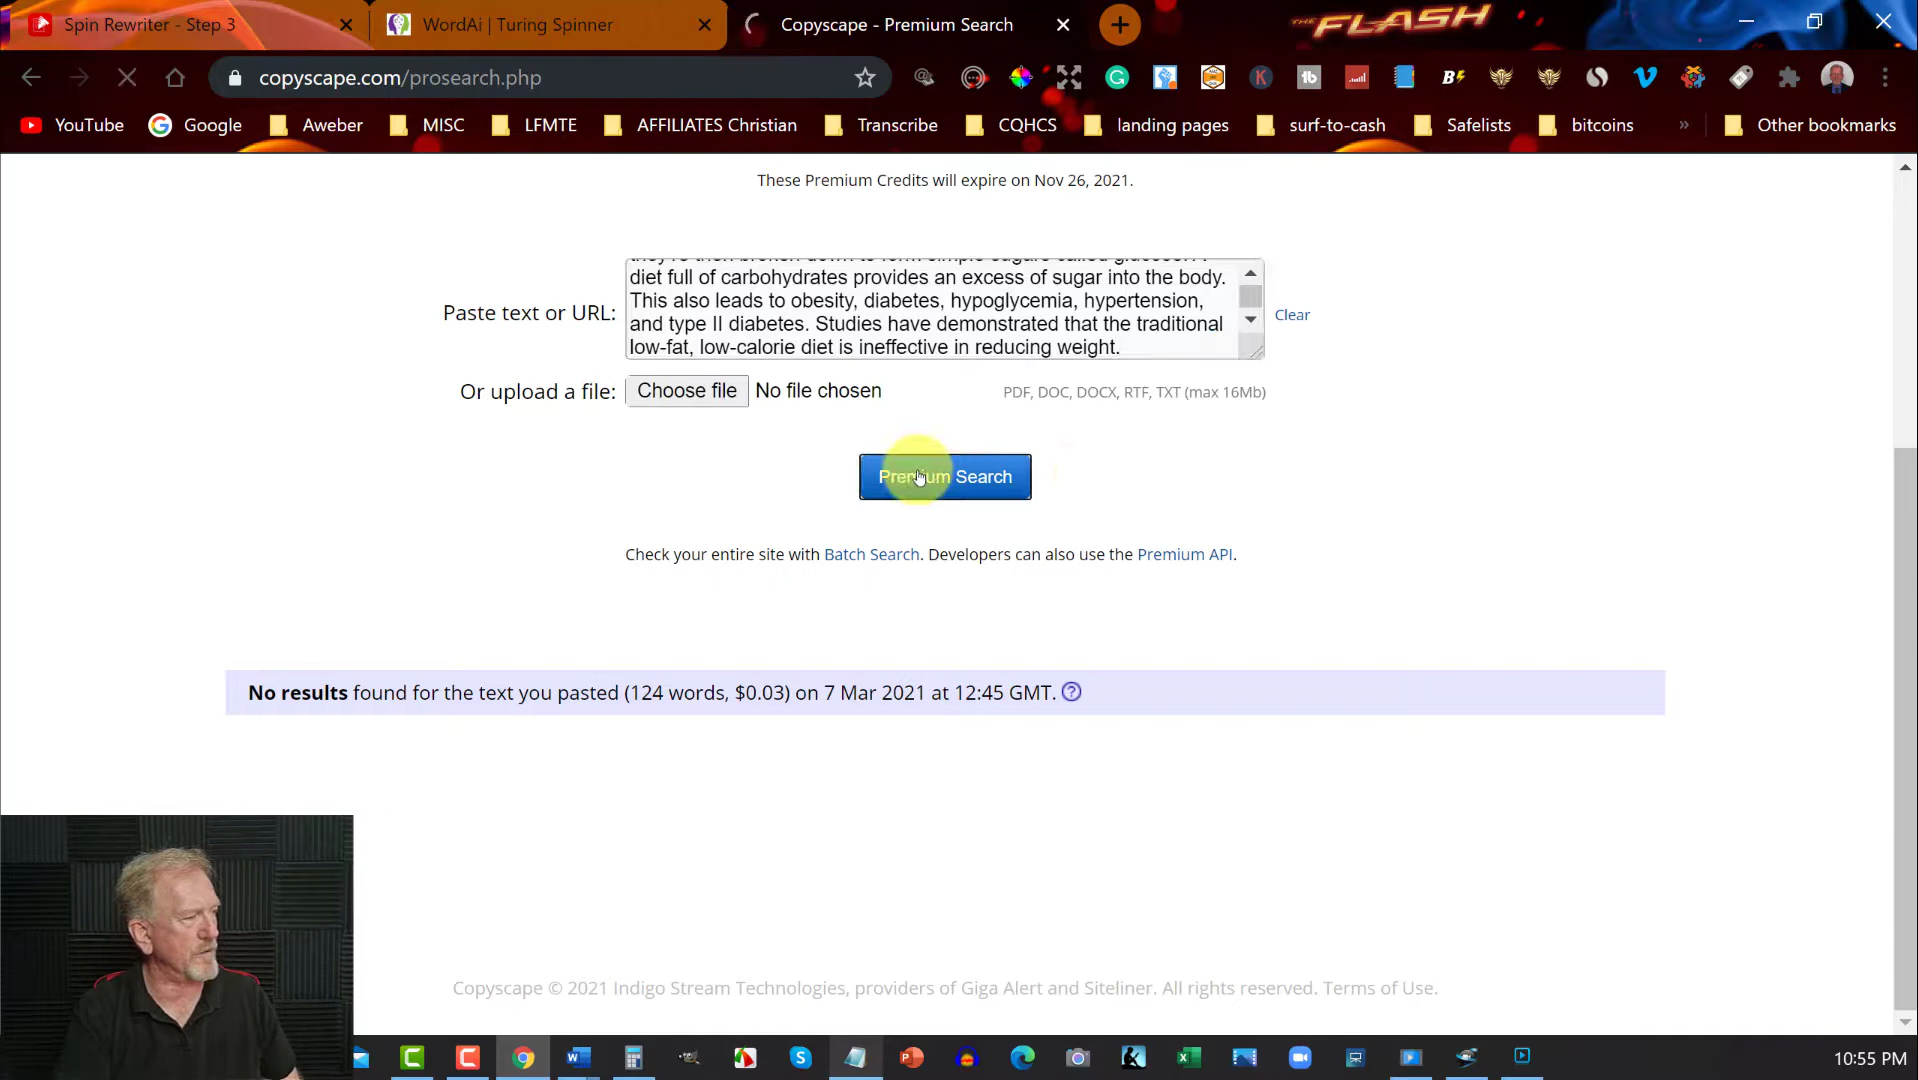 Spin Rewriter - Step 3
WordAi | Turing Spinner
Copyscape - Premium Search
THE FLASH
copyscape.com/prosearch.php
YouTube
Google
Aweber
MISC
LFMTE
AFFILIATES Christian
Transcribe
CQHCS
landing pages
surf-to-cash
Safelists
bitcoins
Other bookmarks
These Premium Credits will expire on Nov 26, 2021.
Paste text or URL:
diet full of carbohydrates provides an excess of sugar into the body.
This also leads to obesity, diabetes, hypoglycemia, hypertension,
and type II diabetes. Studies have demonstrated that the traditional
low-fat, low-calorie diet is ineffective in reducing weight.
Clear
Or upload a file:
Choose file No file chosen
PDF, DOC, DOCX, RTF, TXT (max 16Mb)
Premium Search
Check your entire site with Batch Search. Developers can also use the Premium API.
No results found for the text you pasted (124 words, $0.03) on 7 Mar 2021 at 12:45 GMT.
Copyscape © 2021 Indigo Stream Technologies, providers of Giga Alert and Siteliner. All rights reserved. Terms of Use.
10:55 PM